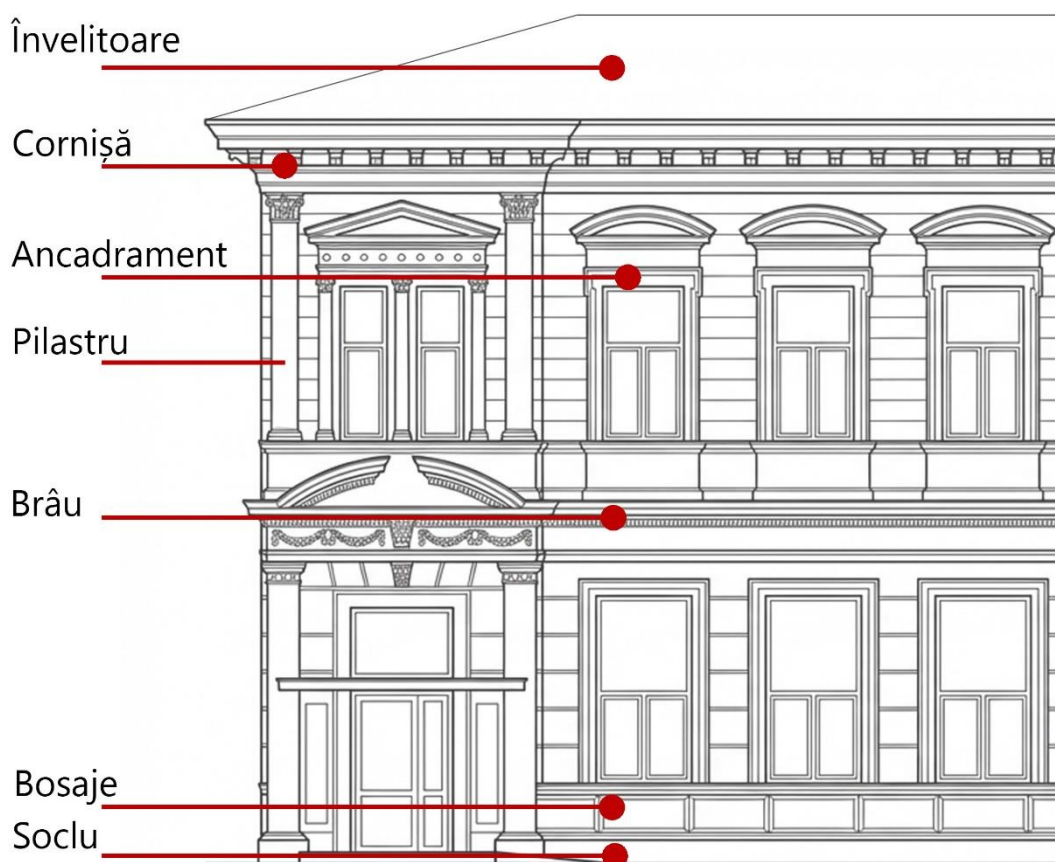 Învelitoare
Cornișă
Ancadrament
Pilastru
Brâu
Bosaje
Soclu